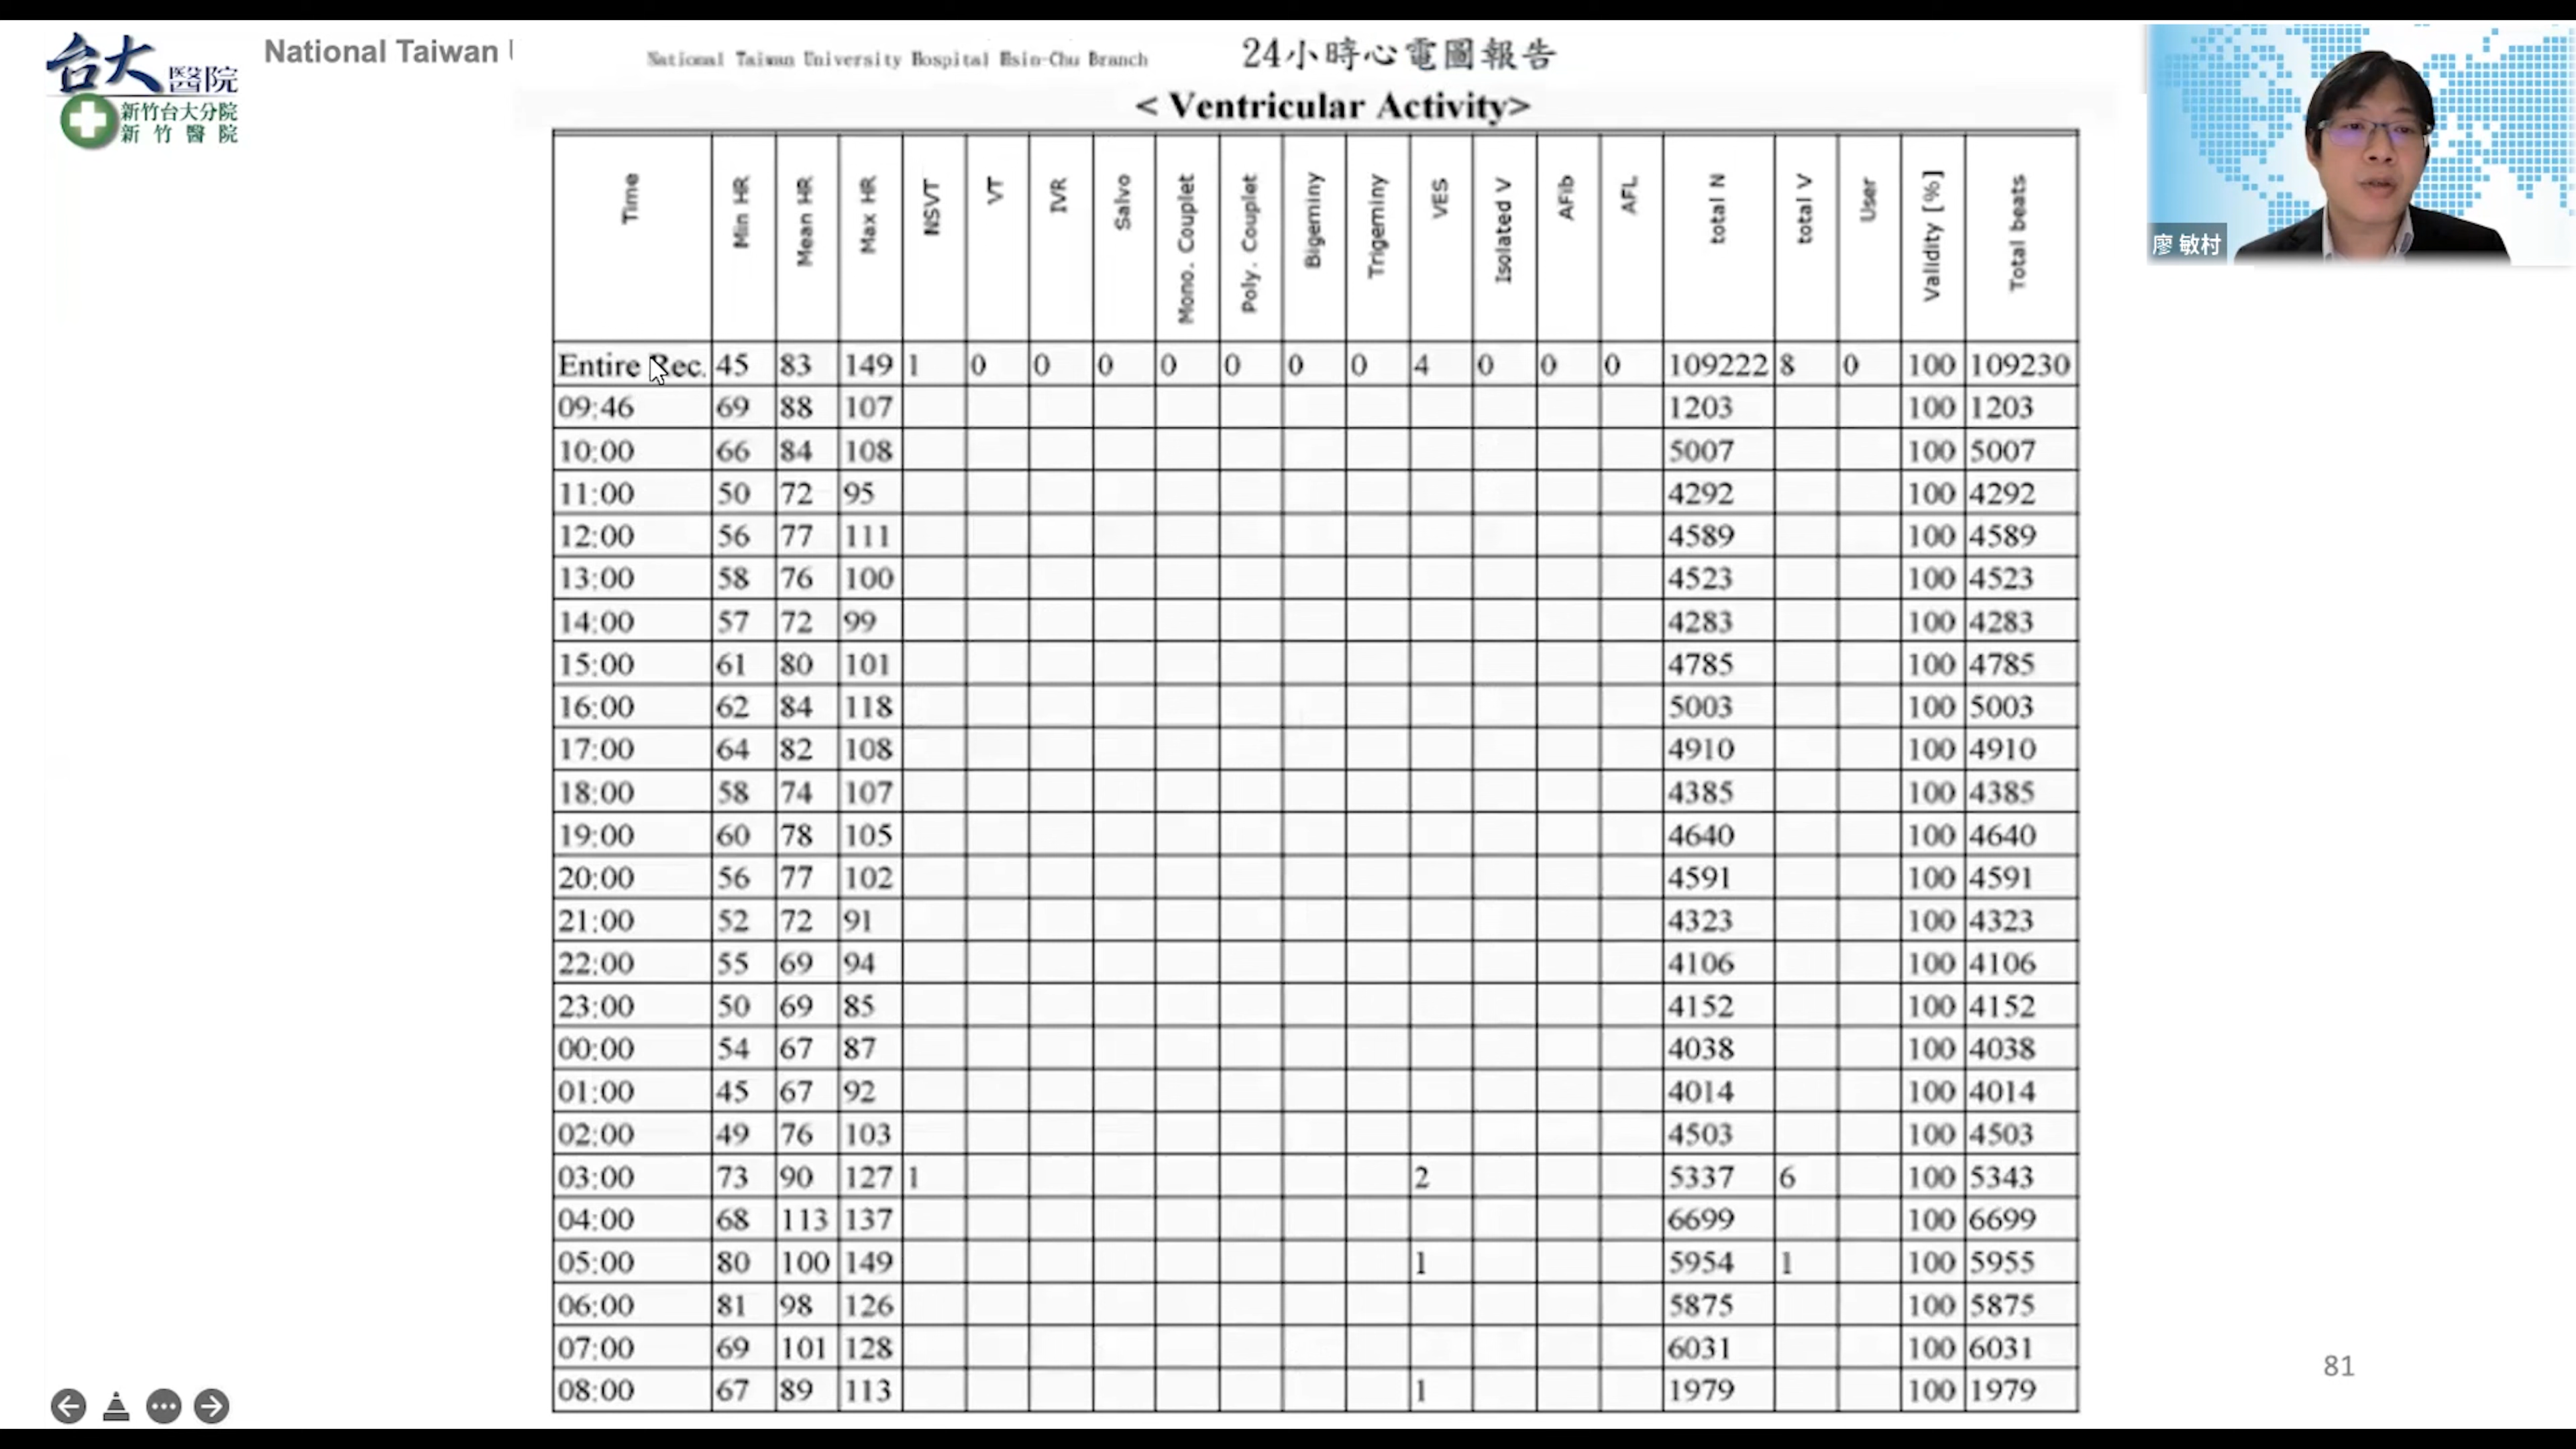 台大醫院
新竹台大分院
新竹醫院
National Taiwan
National Taiwan University Hospital Hsin-Chu Branch
24小時心電圖報告
< Ventricular Activity>
廖 敏村
Time Min HR Mean HR Max HR NSVT VT IVR Salvo Mono. Couplet Poly. Couplet Bigeminy Trigeminy VES Isolated V AFib AFL total N total V User Validity [%] Total beats
Entire Rec. 45 83 149 1 0 0 0 0 0 0 0 4 0 0 0 109222 8 0 100 109230
09:46 69 88 107 1203 100 1203
10:00 66 84 108 5007 100 5007
11:00 50 72 95 4292 100 4292
12:00 56 77 111 4589 100 4589
13:00 58 76 100 4523 100 4523
14:00 57 72 99 4283 100 4283
15:00 61 80 101 4785 100 4785
16:00 62 84 118 5003 100 5003
17:00 64 82 108 4910 100 4910
18:00 58 74 107 4385 100 4385
19:00 60 78 105 4640 100 4640
20:00 56 77 102 4591 100 4591
21:00 52 72 91 4323 100 4323
22:00 55 69 94 4106 100 4106
23:00 50 69 85 4152 100 4152
00:00 54 67 87 4038 100 4038
01:00 45 67 92 4014 100 4014
02:00 49 76 103 4503 100 4503
03:00 73 90 127 1 2 5337 6 100 5343
04:00 68 113 137 6699 100 6699
05:00 80 100 149 1 5954 1 100 5955
06:00 81 98 126 5875 100 5875
07:00 69 101 128 6031 100 6031
08:00 67 89 113 1 1979 100 1979
81